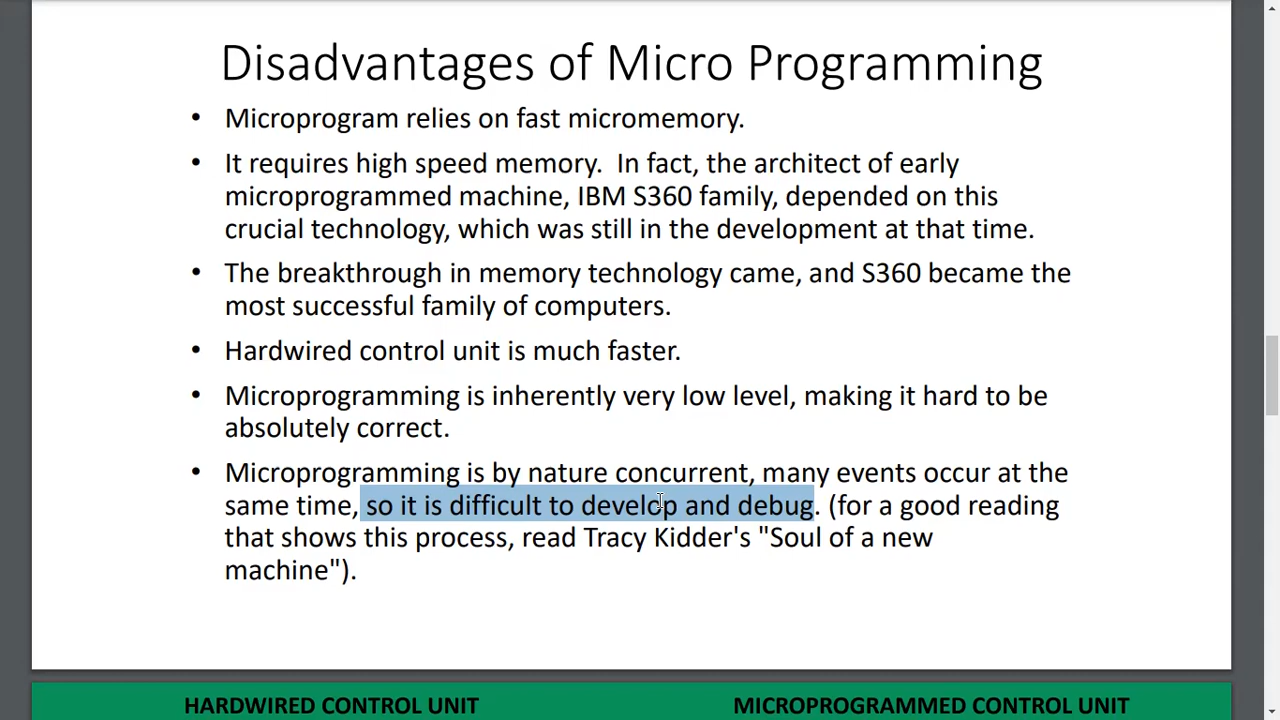 Disadvantages of Micro Programming
• Microprogram relies on fast micromemory.
• It requires high speed memory.  In fact, the architect of early
microprogrammed machine, IBM S360 family, depended on this
crucial technology, which was still in the development at that time.
• The breakthrough in memory technology came, and S360 became the
most successful family of computers.
• Hardwired control unit is much faster.
• Microprogramming is inherently very low level, making it hard to be
absolutely correct.
• Microprogramming is by nature concurrent, many events occur at the
same time, so it is difficult to develop and debug. (for a good reading
that shows this process, read Tracy Kidder's "Soul of a new
machine").
HARDWIRED CONTROL UNIT MICROPROGRAMMED CONTROL UNIT